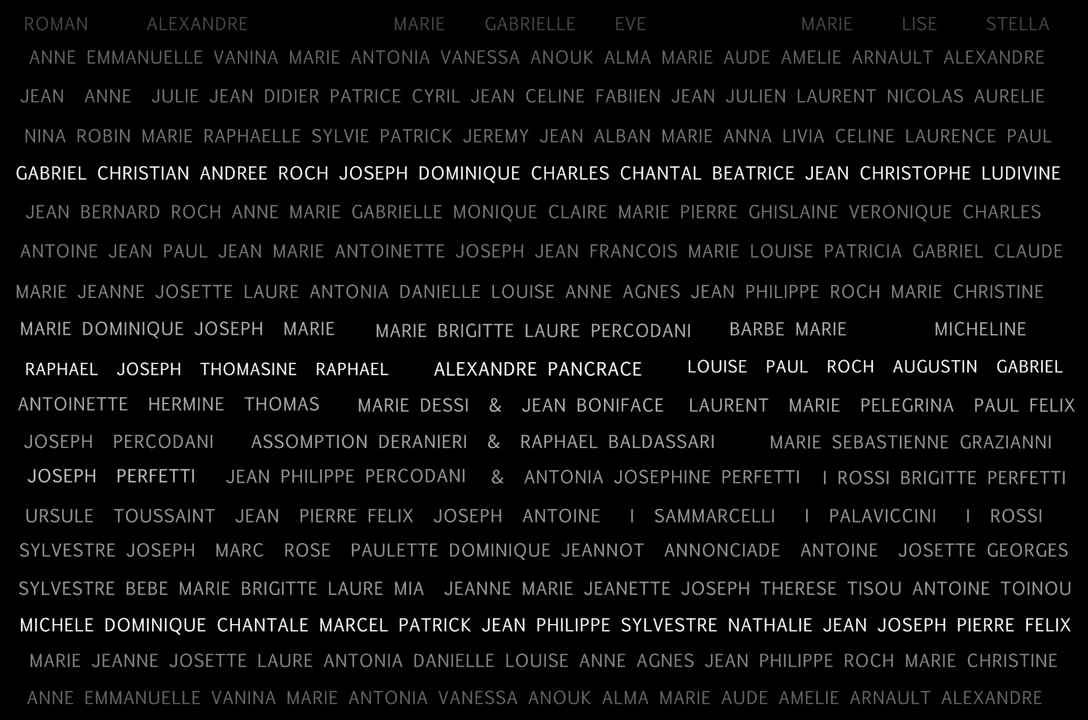 ROMAN ALEXANDRE MARIE GABRIELLE EVE MARIE LISE STELLA
ANNE EMMANUELLE VANINA MARIE ANTONIA VANESSA ANOUK ALMA MARIE AUDE AMELIE ARNAULT ALEXANDRE
JEAN ANNE JULIE JEAN DIDIER PATRICE CYRIL JEAN CELINE FABIIEN JEAN JULIEN LAURENT NICOLAS AURELIE
NINA ROBIN MARIE RAPHAELLE SYLVIE PATRICK JEREMY JEAN ALBAN MARIE ANNA LIVIA CELINE LAURENCE PAUL
GABRIEL CHRISTIAN ANDREE ROCH JOSEPH DOMINIQUE CHARLES CHANTAL BEATRICE JEAN CHRISTOPHE LUDIVINE
JEAN BERNARD ROCH ANNE MARIE GABRIELLE MONIQUE CLAIRE MARIE PIERRE GHISLAINE VERONIQUE CHARLES
ANTOINE JEAN PAUL JEAN MARIE ANTOINETTE JOSEPH JEAN FRANCOIS MARIE LOUISE PATRICIA GABRIEL CLAUDE
MARIE JEANNE JOSETTE LAURE ANTONIA DANIELLE LOUISE ANNE AGNES JEAN PHILIPPE ROCH MARIE CHRISTINE
MARIE DOMINIQUE JOSEPH MARIE MARIE BRIGITTE LAURE PERCODANI BARBE MARIE MICHELINE
RAPHAEL JOSEPH THOMASINE RAPHAEL ALEXANDRE PANCRACE LOUISE PAUL ROCH AUGUSTIN GABRIEL
ANTOINETTE HERMINE THOMAS MARIE DESSI & JEAN BONIFACE LAURENT MARIE PELEGRINA PAUL FELIX
JOSEPH PERCODANI ASSOMPTION DERANIERI & RAPHAEL BALDASSARI MARIE SEBASTIENNE GRAZIANNI
JOSEPH PERFETTI JEAN PHILIPPE PERCODANI & ANTONIA JOSEPHINE PERFETTI I ROSSI BRIGITTE PERFETTI
URSULE TOUSSAINT JEAN PIERRE FELIX JOSEPH ANTOINE I SAMMARCELLI I PALAVICCINI I ROSSI
SYLVESTRE JOSEPH MARC ROSE PAULETTE DOMINIQUE JEANNOT ANNONCIADE ANTOINE JOSETTE GEORGES
SYLVESTRE BEBE MARIE BRIGITTE LAURE MIA JEANNE MARIE JEANETTE JOSEPH THERESE TISOU ANTOINE TOINOU
MICHELE DOMINIQUE CHANTALE MARCEL PATRICK JEAN PHILIPPE SYLVESTRE NATHALIE JEAN JOSEPH PIERRE FELIX
MARIE JEANNE JOSETTE LAURE ANTONIA DANIELLE LOUISE ANNE AGNES JEAN PHILIPPE ROCH MARIE CHRISTINE
ANNE EMMANUELLE VANINA MARIE ANTONIA VANESSA ANOUK ALMA MARIE AUDE AMELIE ARNAULT ALEXANDRE